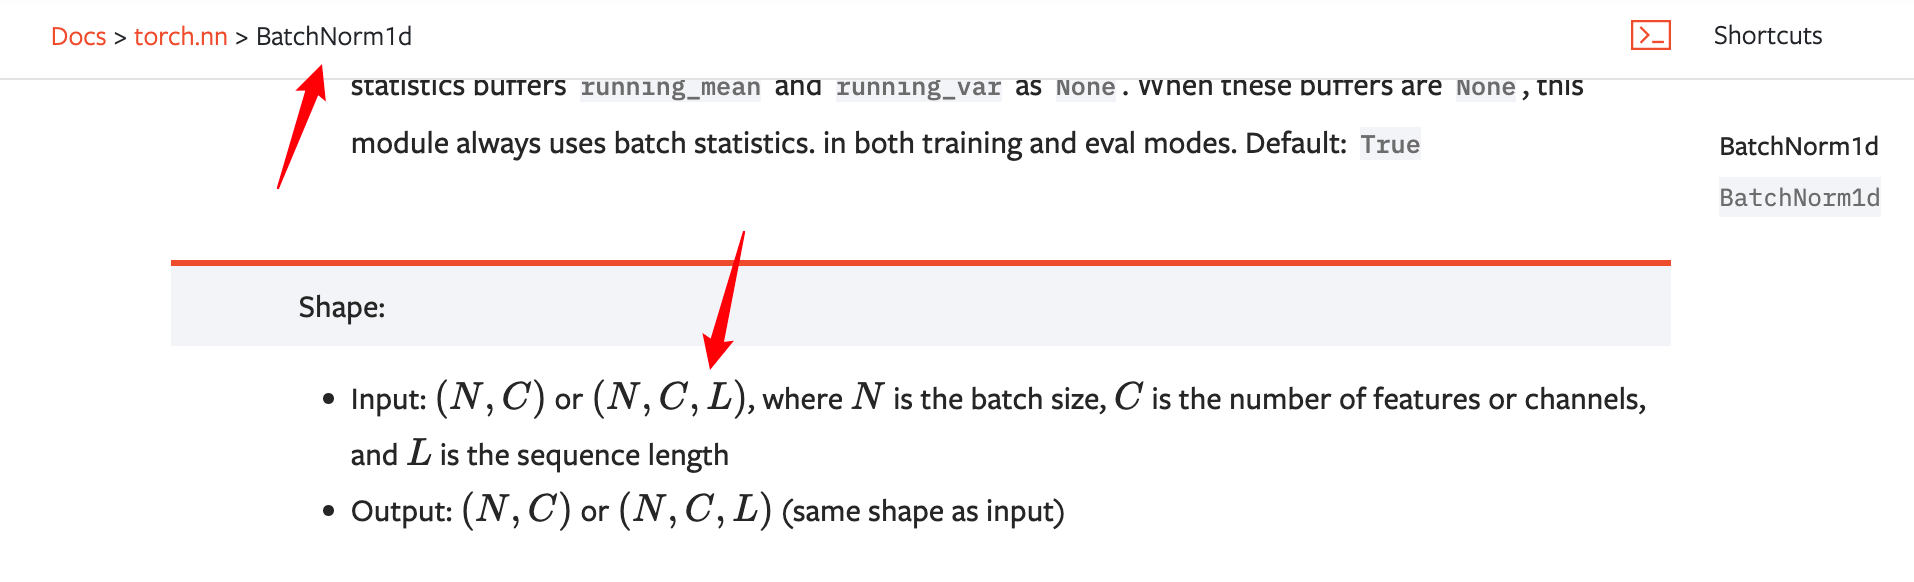 Docs > torch.nn > BatchNorm1d
Shortcuts
statistics buffers running_mean and running_var as None. When these buffers are None, this
module always uses batch statistics. in both training and eval modes. Default: True
BatchNorm1d
BatchNorm1d
Shape:
• Input: (N, C) or (N, C, L), where N is the batch size, C is the number of features or channels,
and L is the sequence length
• Output: (N, C) or (N, C, L) (same shape as input)